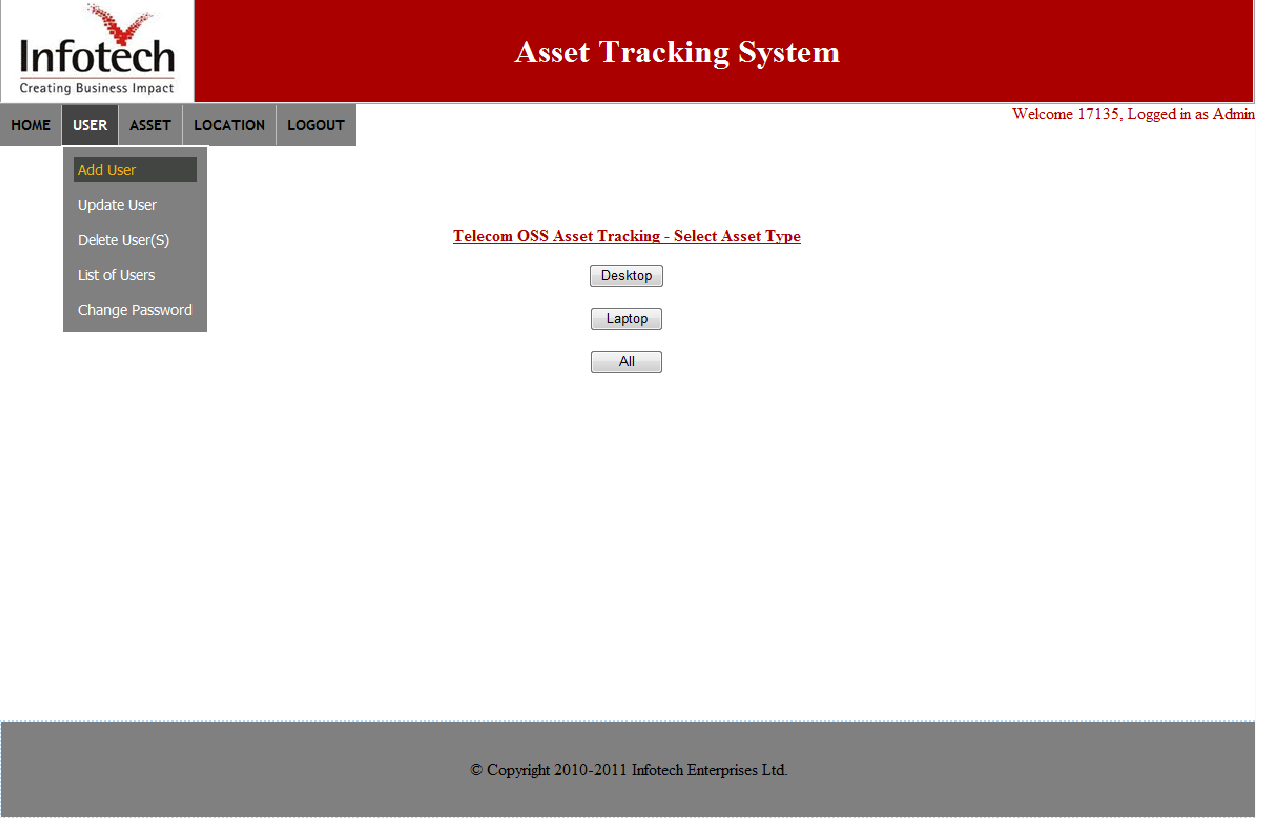 Infotech
Creating Business Impact
Asset Tracking System
HOME USER ASSET LOCATION LOGOUT
Welcome 17135, Logged in as Admin
Add User
Update User
Delete User(S)
List of Users
Change Password
Telecom OSS Asset Tracking - Select Asset Type
Desktop
Laptop
All
© Copyright 2010-2011 Infotech Enterprises Ltd.